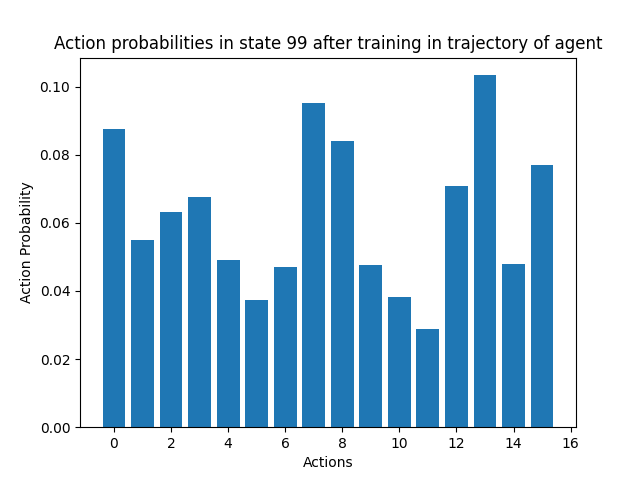 Action probabilities in state 99 after training in trajectory of agent
0.10
0.08
0.06
0.04
0.02
0.00
Action Probability
0 2 4 6 8 10 12 14 16
Actions